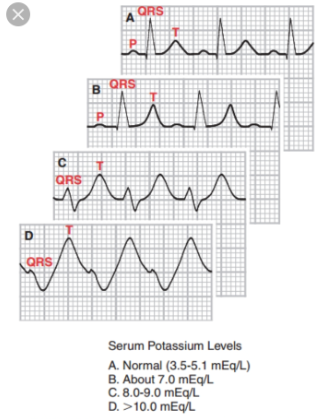 A QRS
P T
B QRS
P T
C T
QRS
D T
QRS
Serum Potassium Levels
A. Normal (3.5-5.1 mEq/L)
B. About 7.0 mEq/L
C. 8.0-9.0 mEq/L
D. >10.0 mEq/L